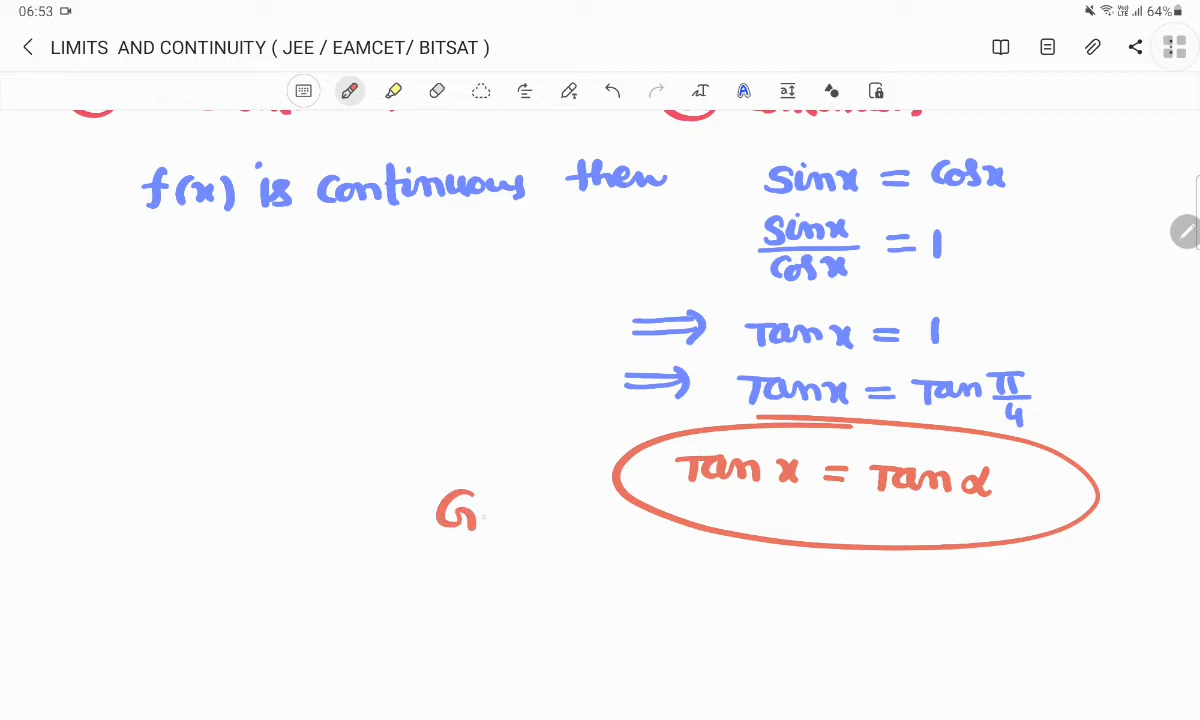 06:53
64%
LIMITS AND CONTINUITY ( JEE / EAMCET/ BITSAT )
f(x) is continuous then
sinx = cosx
sinx
cosx
= 1
⟹ Tanx = 1
⟹ Tanx = Tan π/4
Tan x = Tan α
G